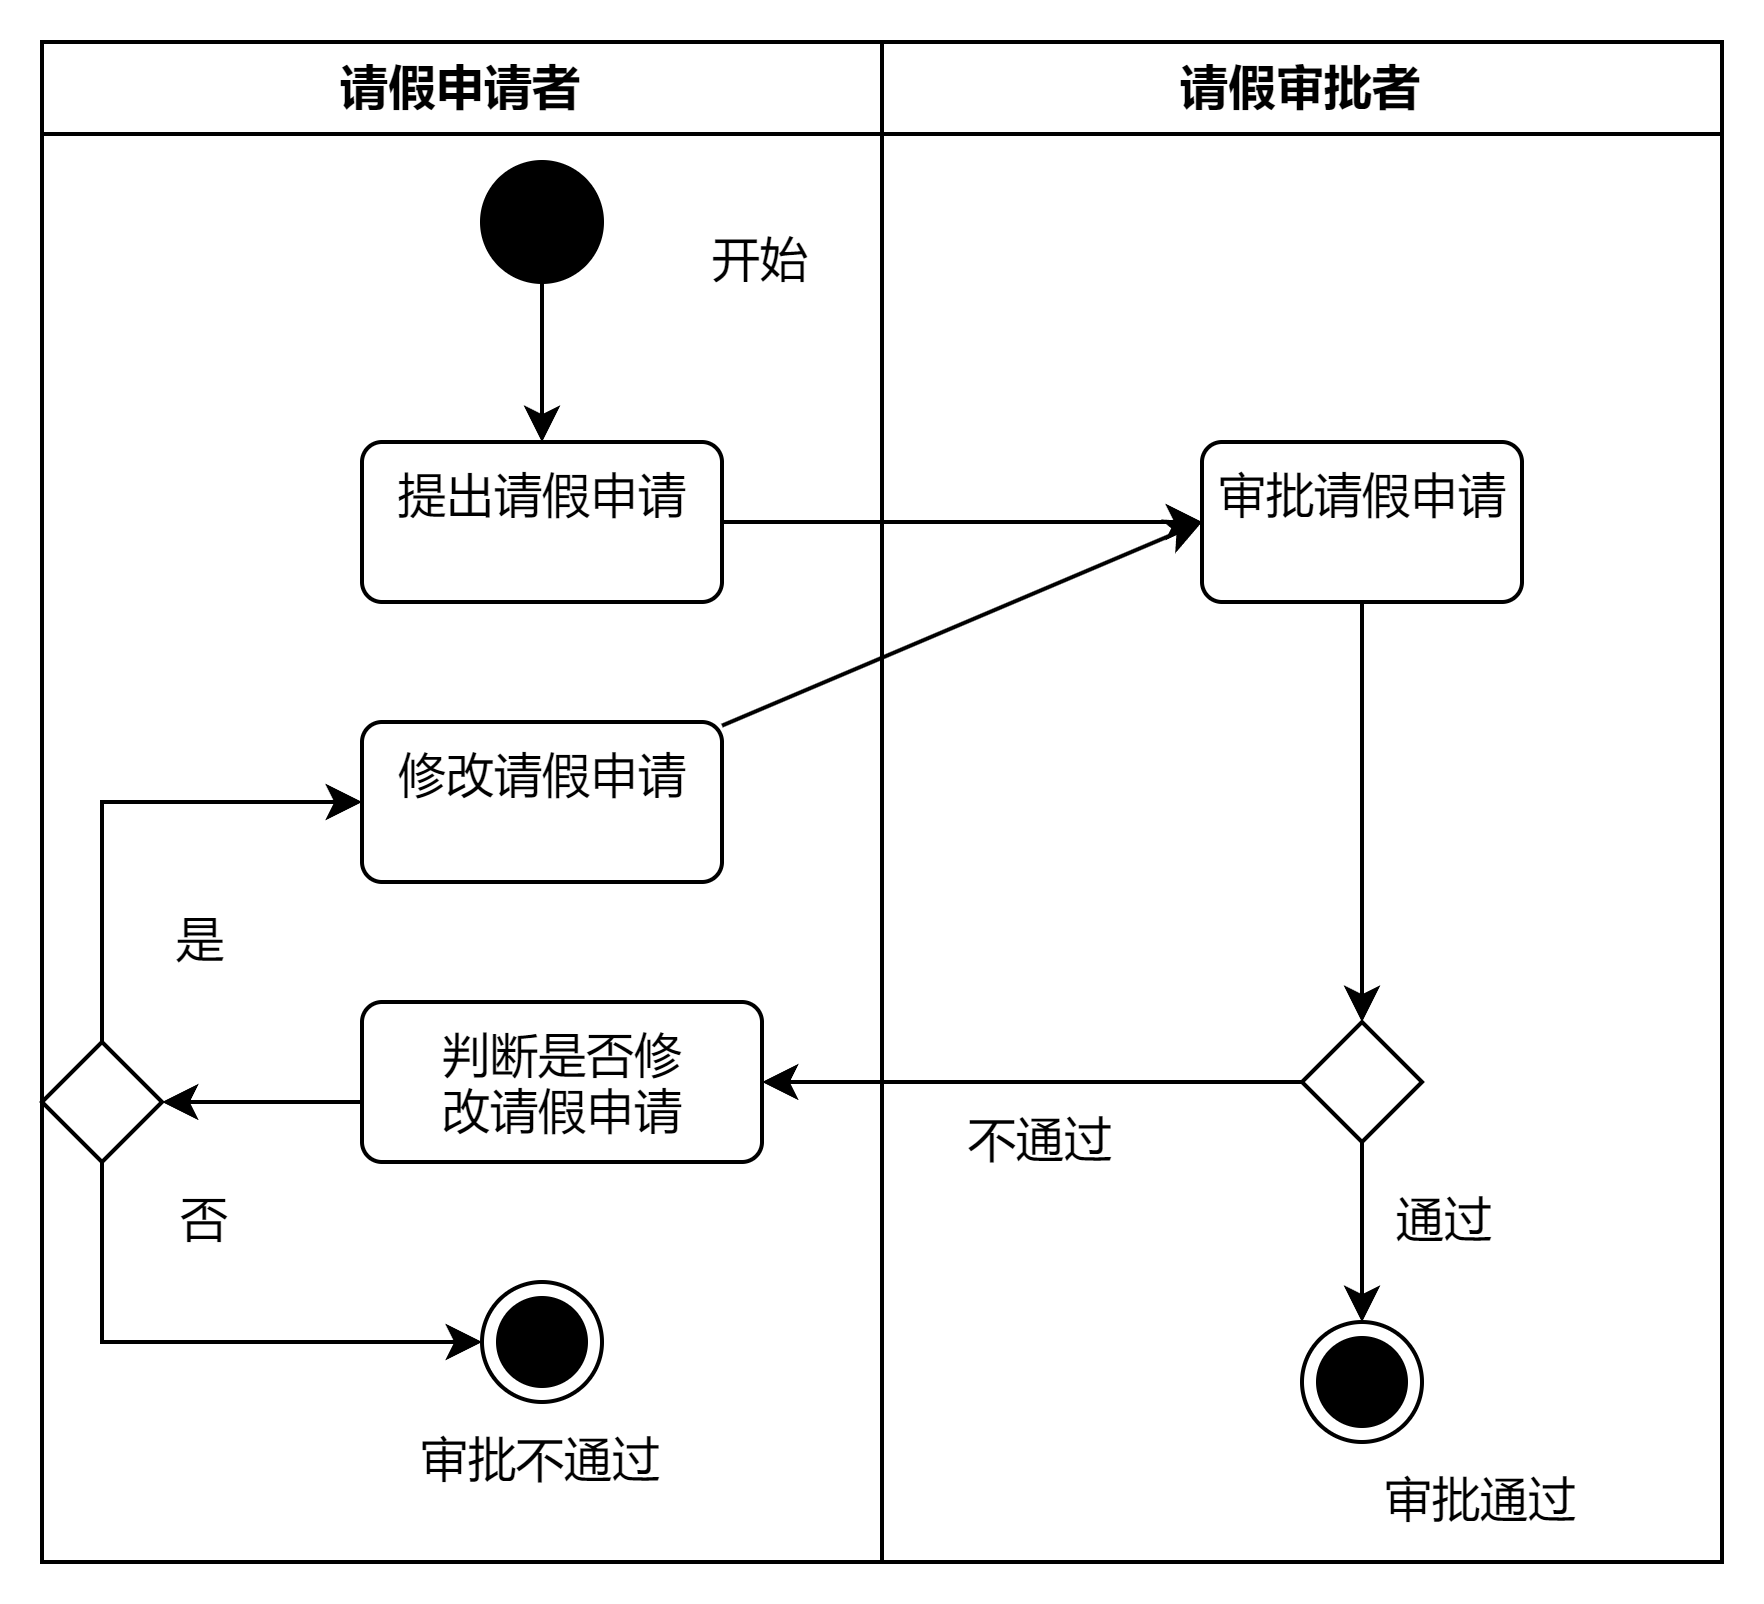 请假申请者
请假审批者
开始
提出请假申请
审批请假申请
修改请假申请
是
判断是否修
改请假申请
不通过
否
通过
审批不通过
审批通过